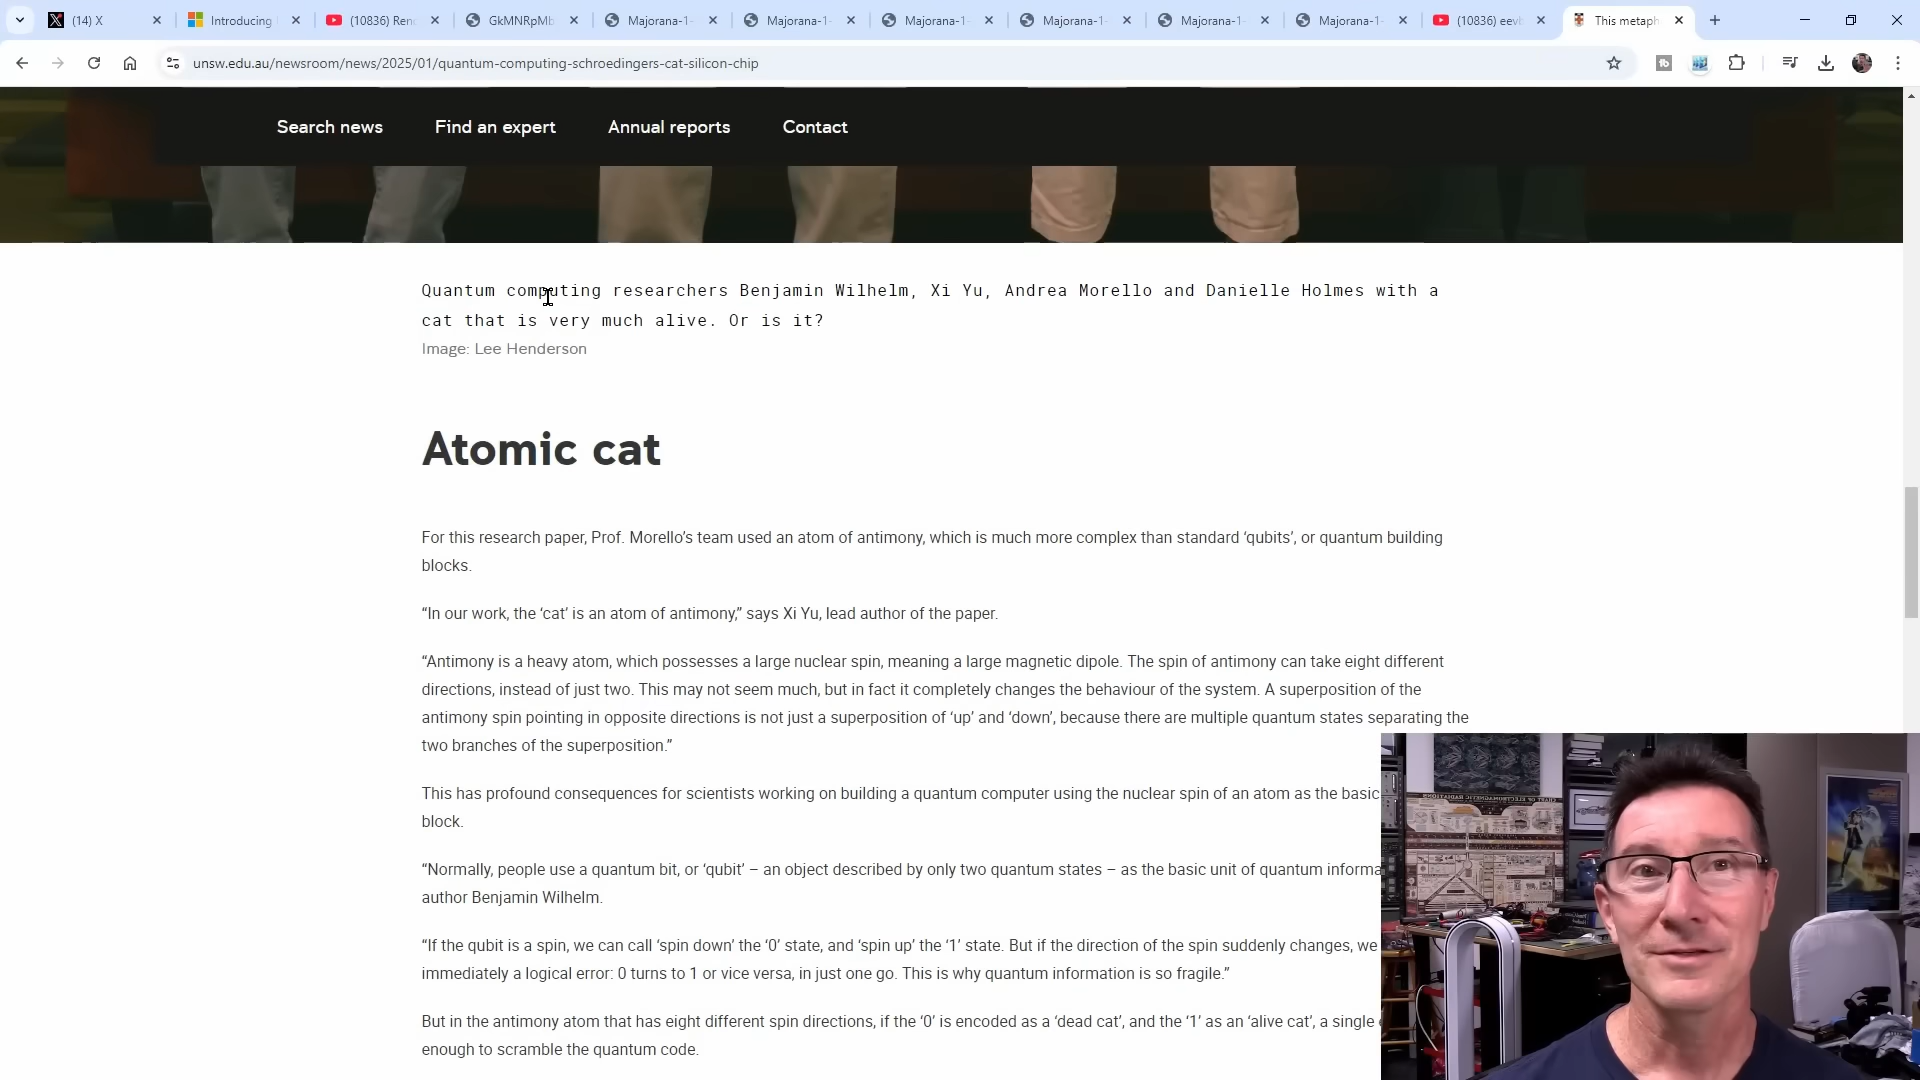 (14) X
Introducing
(10836) Ren
GkMNRpMb
Majorana-1-
Majorana-1-
Majorana-1-
Majorana-1-
Majorana-1-
Majorana-1-
(10836) eevb
This metaph
unsw.edu.au/newsroom/news/2025/01/quantum-computing-schroedingers-cat-silicon-chip
Search news
Find an expert
Annual reports
Contact
Quantum computing researchers Benjamin Wilhelm, Xi Yu, Andrea Morello and Danielle Holmes with a
cat that is very much alive. Or is it?
Image: Lee Henderson
Atomic cat
For this research paper, Prof. Morello’s team used an atom of antimony, which is much more complex than standard ‘qubits’, or quantum building
blocks.
“In our work, the ‘cat’ is an atom of antimony,” says Xi Yu, lead author of the paper.
“Antimony is a heavy atom, which possesses a large nuclear spin, meaning a large magnetic dipole. The spin of antimony can take eight different
directions, instead of just two. This may not seem much, but in fact it completely changes the behaviour of the system. A superposition of the
antimony spin pointing in opposite directions is not just a superposition of ‘up’ and ‘down’, because there are multiple quantum states separating the
two branches of the superposition.”
This has profound consequences for scientists working on building a quantum computer using the nuclear spin of an atom as the basic
block.
“Normally, people use a quantum bit, or ‘qubit’ – an object described by only two quantum states – as the basic unit of quantum informa
author Benjamin Wilhelm.
“If the qubit is a spin, we can call ‘spin down’ the ‘0’ state, and ‘spin up’ the ‘1’ state. But if the direction of the spin suddenly changes, we
immediately a logical error: 0 turns to 1 or vice versa, in just one go. This is why quantum information is so fragile.”
But in the antimony atom that has eight different spin directions, if the ‘0’ is encoded as a ‘dead cat’, and the ‘1’ as an ‘alive cat’, a single
enough to scramble the quantum code.